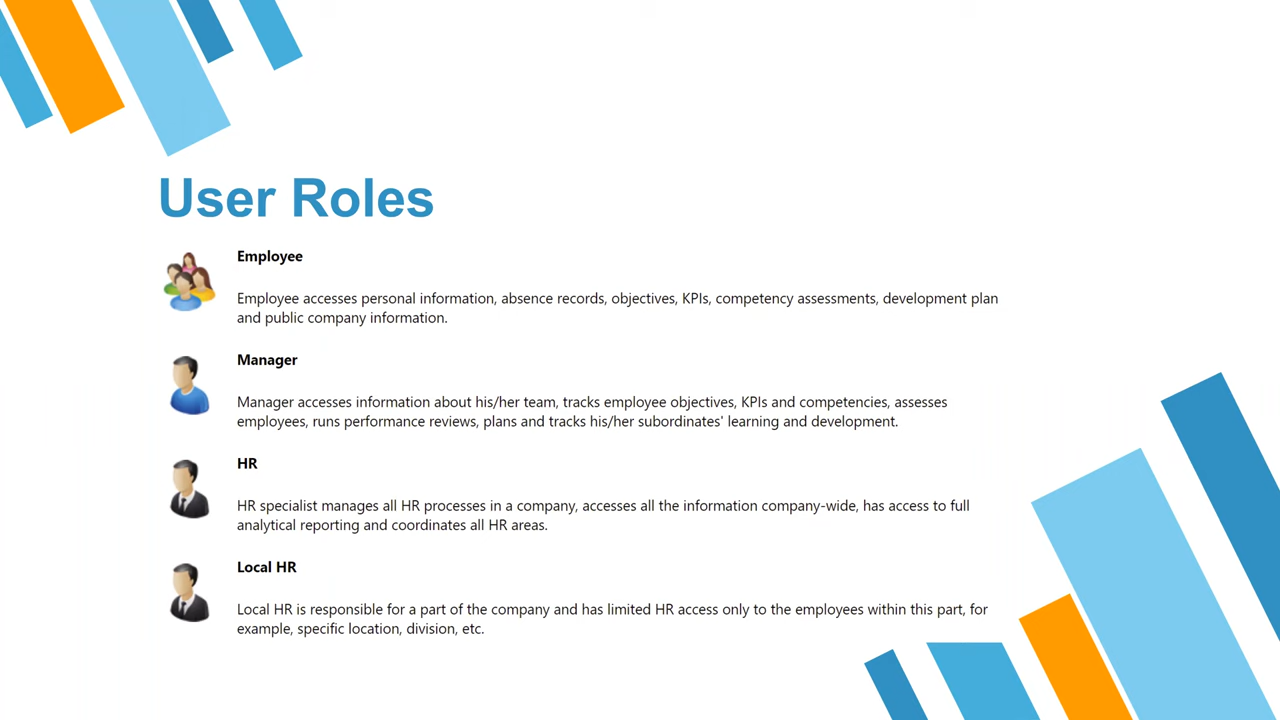 User Roles
Employee
Employee accesses personal information, absence records, objectives, KPIs, competency assessments, development plan
and public company information.
Manager
Manager accesses information about his/her team, tracks employee objectives, KPIs and competencies, assesses
employees, runs performance reviews, plans and tracks his/her subordinates' learning and development.
HR
HR specialist manages all HR processes in a company, accesses all the information company-wide, has access to full
analytical reporting and coordinates all HR areas.
Local HR
Local HR is responsible for a part of the company and has limited HR access only to the employees within this part, for
example, specific location, division, etc.